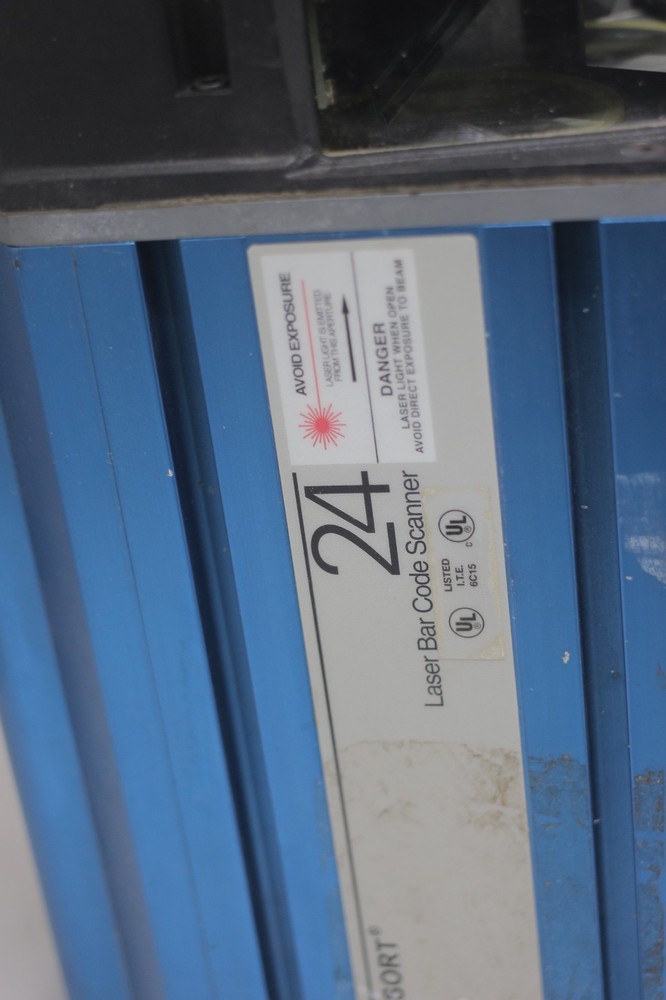 AVOID EXPOSURE
LASER LIGHT IS EMITTED
FROM THIS APERTURE
DANGER
LASER LIGHT WHEN OPEN
AVOID DIRECT EXPOSURE TO BEAM
24
Laser Bar Code Scanner
UL
LISTED
I.T.E.
6C15
C UL
SORT®